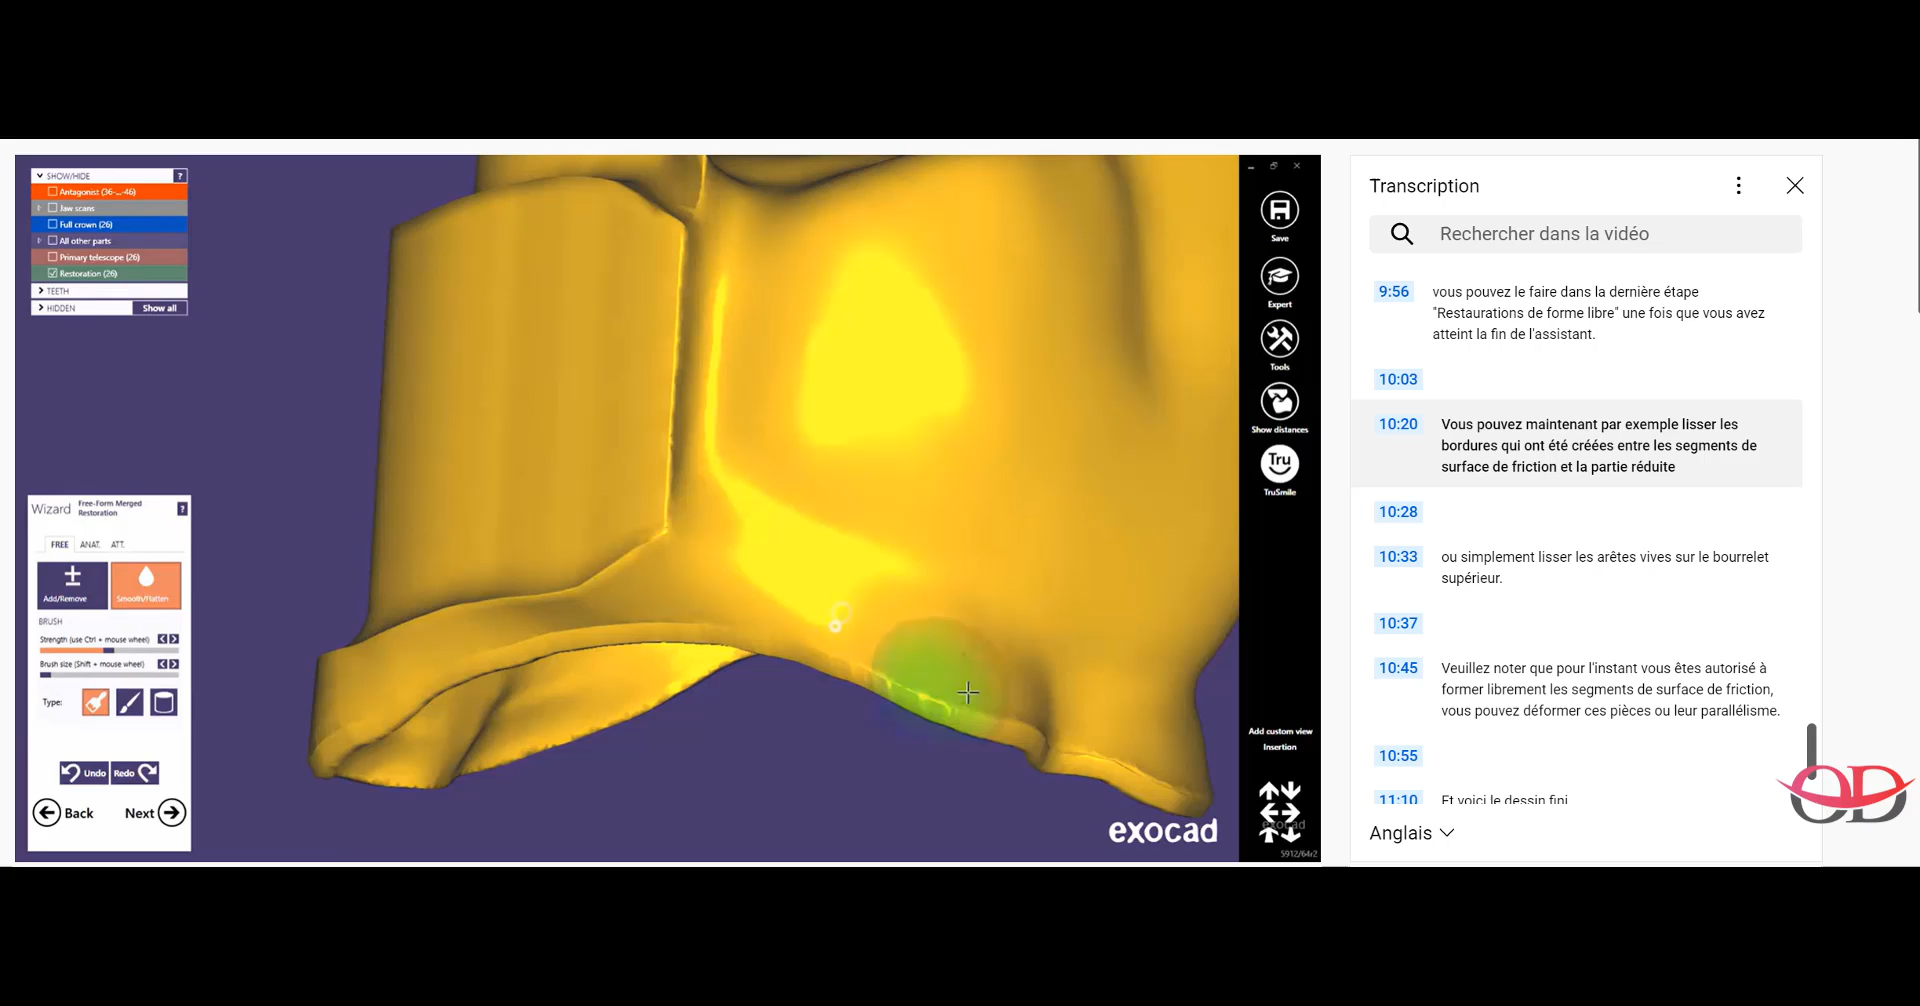 SHOW/HIDE ?
Antagonist (36-...-46)
Jaw scans
Full crown (26)
All other parts
Primary telescope (26)
Restoration (26)
TEETH
HIDDEN Show all
Wizard Free-Form Merged Restoration ?
FREE ANAT. ATT.
Add/Remove Smooth/Flatten
BRUSH
Strength (use Ctrl + mouse wheel)
Brush size (Shift + mouse wheel)
Type:
Undo Redo
Back Next
exocad
Save
Expert
Tools
Show distances
Tru
TruSmile
Add custom view
Insertion
exocad
5912/64r2
Transcription
Rechercher dans la vidéo
9:56 vous pouvez le faire dans la dernière étape
"Restaurations de forme libre" une fois que vous avez
atteint la fin de l'assistant.
10:03
10:20 Vous pouvez maintenant par exemple lisser les
bordures qui ont été créées entre les segments de
surface de friction et la partie réduite
10:28
10:33 ou simplement lisser les arêtes vives sur le bourrelet
supérieur.
10:37
10:45 Veuillez noter que pour l'instant vous êtes autorisé à
former librement les segments de surface de friction,
vous pouvez déformer ces pièces ou leur parallélisme.
10:55
11:10 Et voici le dessin fini
Anglais